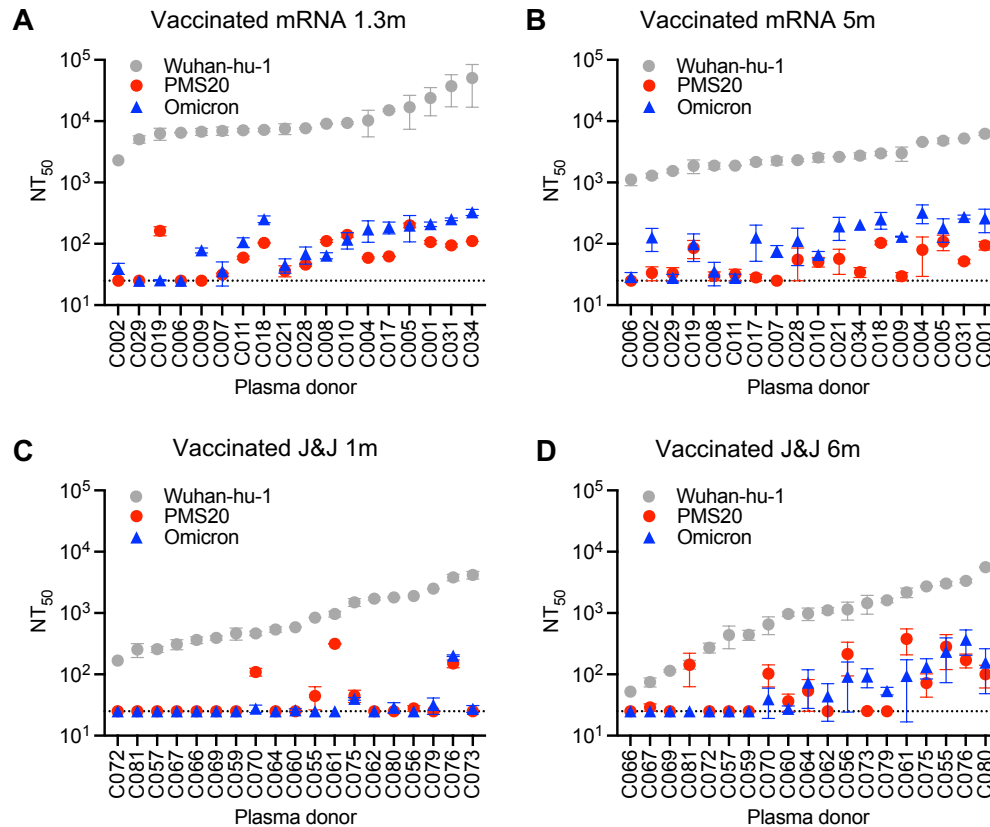 A
Vaccinated mRNA 1.3m
Wuhan-hu-1
PMS20
Omicron
NT50
10^5
10^4
10^3
10^2
10^1
C002
C029
C019
C006
C009
C007
C011
C018
C021
C028
C008
C010
C004
C017
C005
C001
C031
C034
Plasma donor
B
Vaccinated mRNA 5m
Wuhan-hu-1
PMS20
Omicron
NT50
10^5
10^4
10^3
10^2
10^1
C006
C002
C029
C019
C008
C011
C017
C007
C028
C010
C021
C034
C018
C009
C004
C005
C031
C001
Plasma donor
C
Vaccinated J&J 1m
Wuhan-hu-1
PMS20
Omicron
NT50
10^5
10^4
10^3
10^2
10^1
C072
C081
C057
C067
C066
C069
C059
C070
C064
C060
C055
C061
C075
C062
C080
C056
C079
C076
C073
Plasma donor
D
Vaccinated J&J 6m
Wuhan-hu-1
PMS20
Omicron
NT50
10^5
10^4
10^3
10^2
10^1
C066
C067
C069
C081
C072
C057
C059
C070
C060
C064
C062
C056
C073
C079
C061
C075
C055
C076
C080
Plasma donor